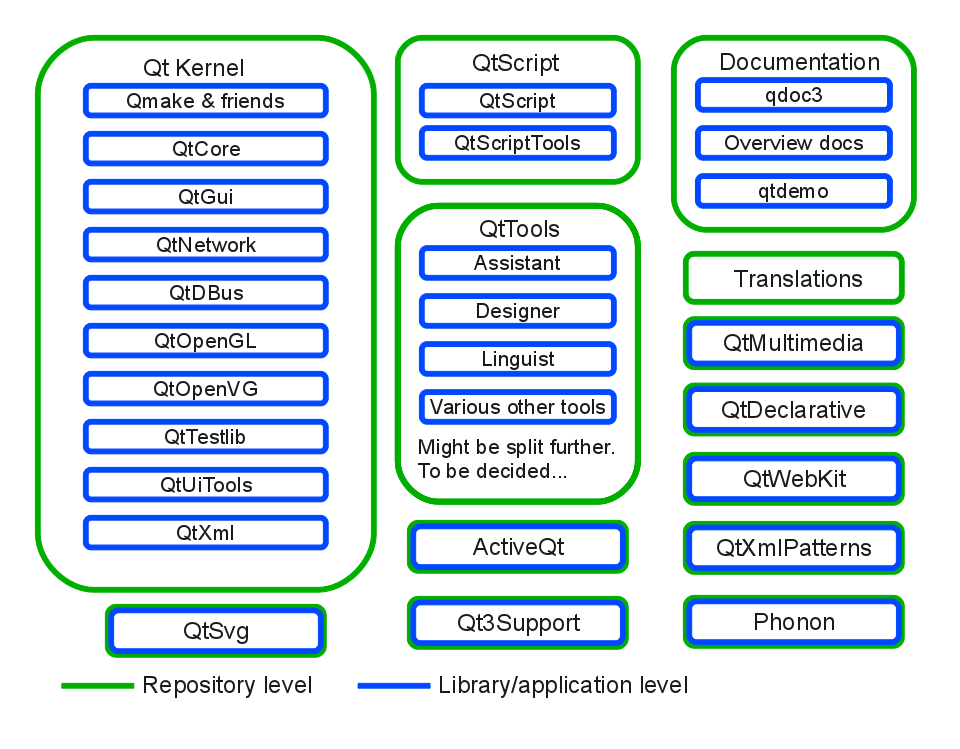 Qt Kernel
Qmake & friends
QtCore
QtGui
QtNetwork
QtDBus
QtOpenGL
QtOpenVG
QtTestlib
QtUiTools
QtXml
QtSvg
QtScript
QtScript
QtScriptTools
QtTools
Assistant
Designer
Linguist
Various other tools
Might be split further.
To be decided...
ActiveQt
Qt3Support
Documentation
qdoc3
Overview docs
qtdemo
Translations
QtMultimedia
QtDeclarative
QtWebKit
QtXmlPatterns
Phonon
Repository level
Library/application level